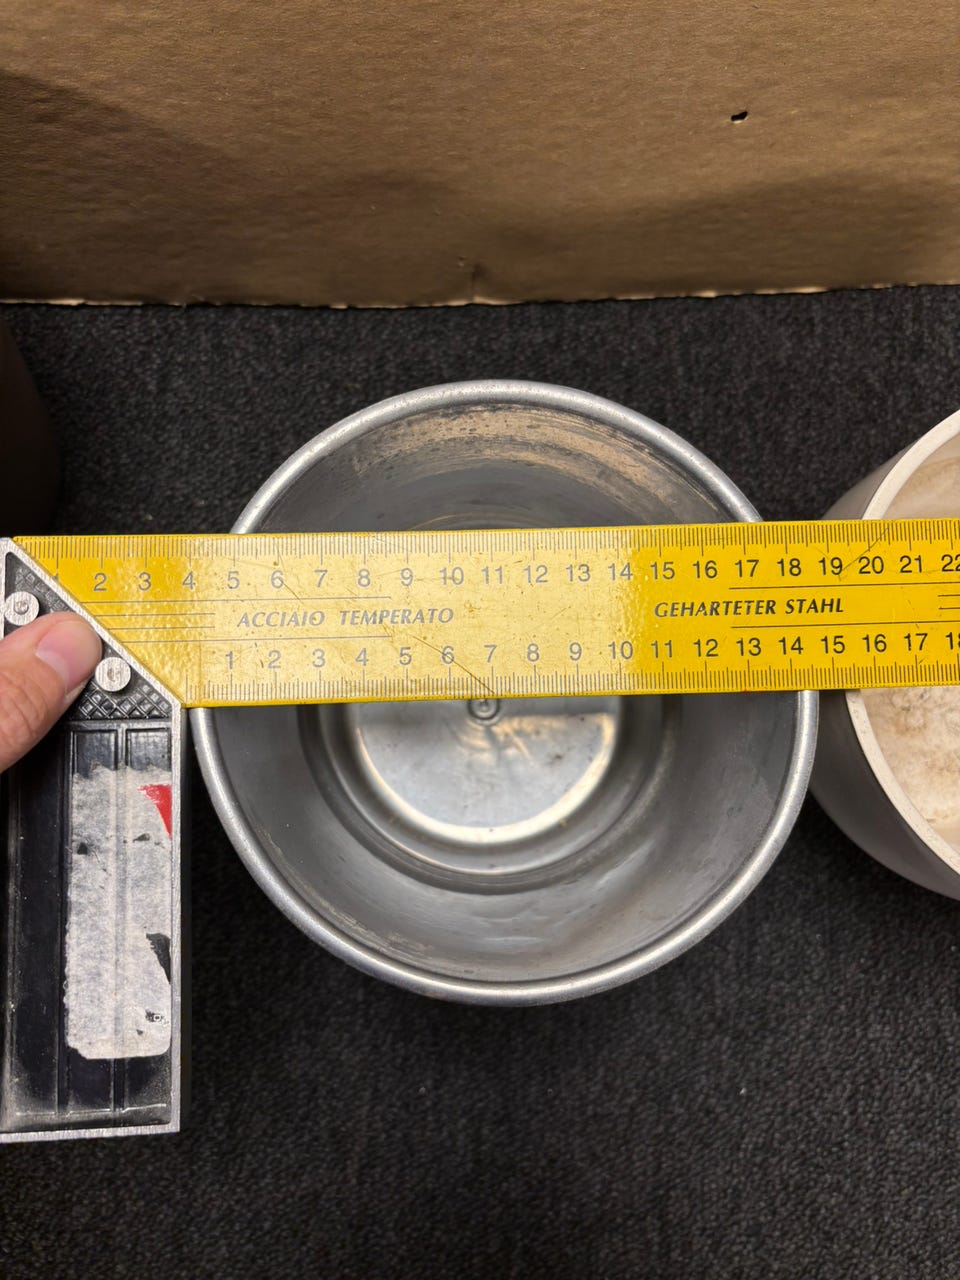 2 3 4 5 6 7 8 9 10 11 12 13 14 15 16 17 18 19 20 21 22
ACCIAIO TEMPERATO GEHARTETER STAHL
1 2 3 4 5 6 7 8 9 10 11 12 13 14 15 16 17 18